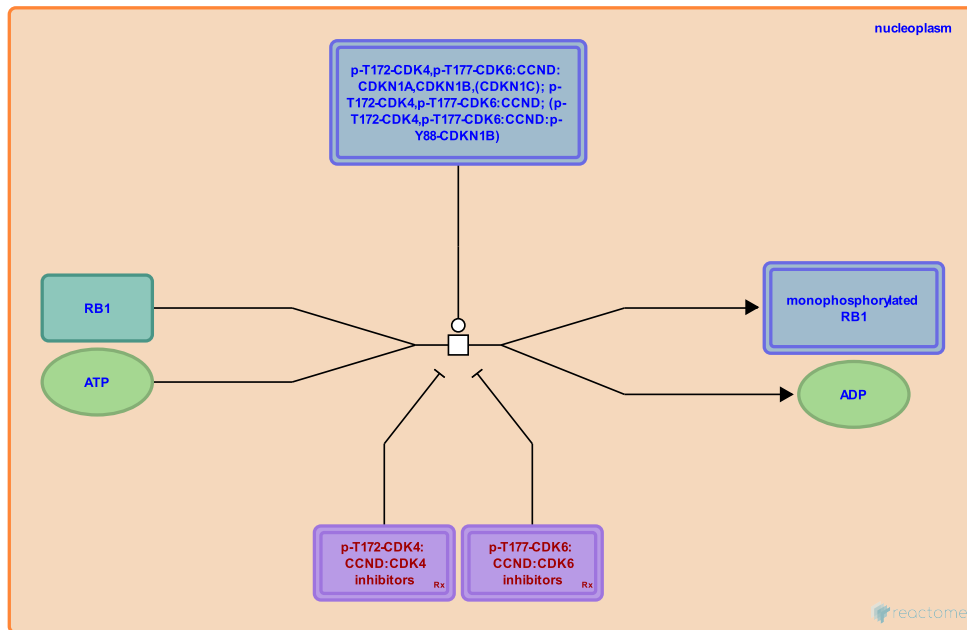 nucleoplasm
p-T172-CDK4,p-T177-CDK6:CCND:
CDKN1A,CDKN1B,(CDKN1C); p-
T172-CDK4,p-T177-CDK6:CCND; (p-
T172-CDK4,p-T177-CDK6:CCND:p-
Y88-CDKN1B)
RB1
ATP
monophosphorylated
RB1
ADP
p-T172-CDK4:
CCND:CDK4
inhibitors
Rx
p-T177-CDK6:
CCND:CDK6
inhibitors
Rx
reactome